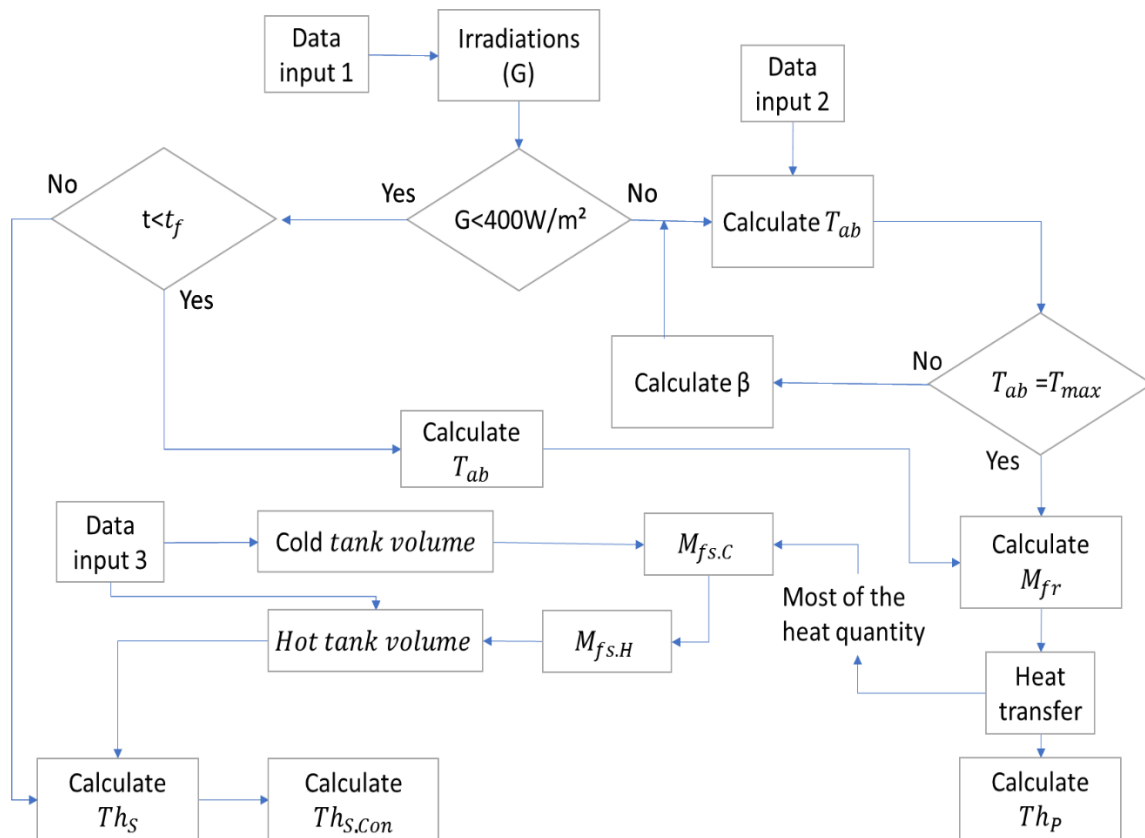 Data
input 1
Irradiations
(G)
Data
input 2
No
t<t_f
Yes
Yes
G<400W/m²
No
Calculate T_ab
Calculate β
No
T_ab =T_max
Yes
Calculate
T_ab
Data
input 3
Cold tank volume
M_fs.C
Calculate
M_fr
Most of the
heat quantity
Hot tank volume
M_fs.H
Heat
transfer
Calculate
Th_S
Calculate
Th_S.Con
Calculate
Th_P